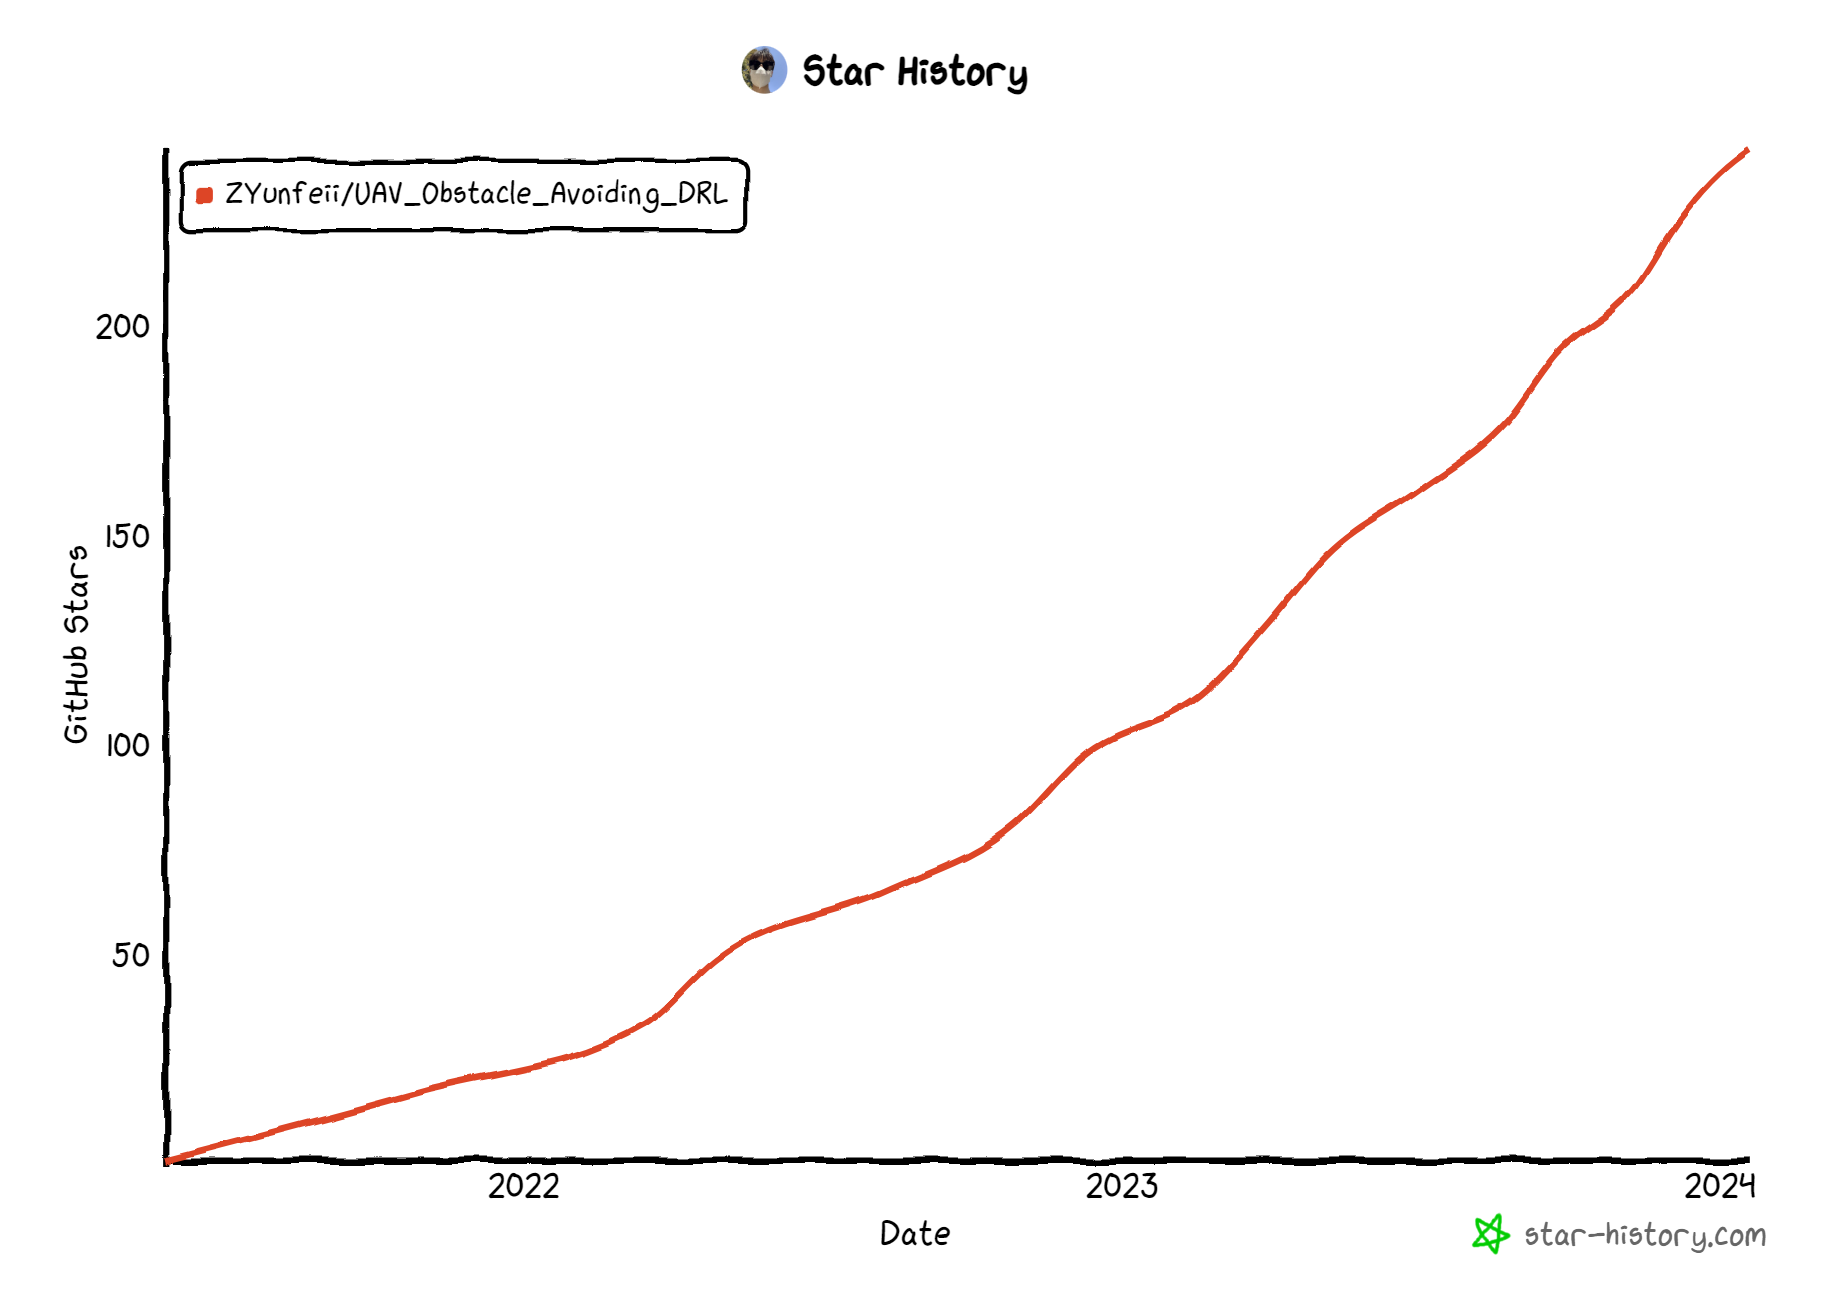 Star History
ZYunfeii/UAV_Obstacle_Avoiding_DRL
200
150
100
50
GitHub Stars
2022
2023
2024
Date
star-history.com